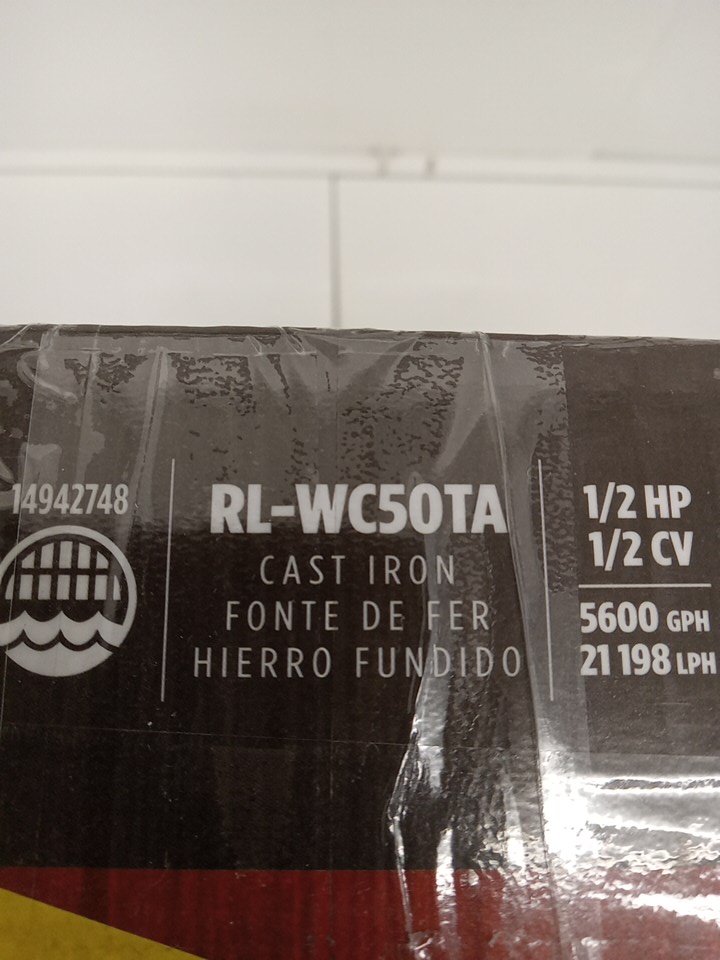 14942748
RL-WC50TA
CAST IRON
FONTE DE FER
HIERRO FUNDIDO
1/2 HP
1/2 CV
5600 GPH
21 198 LPH